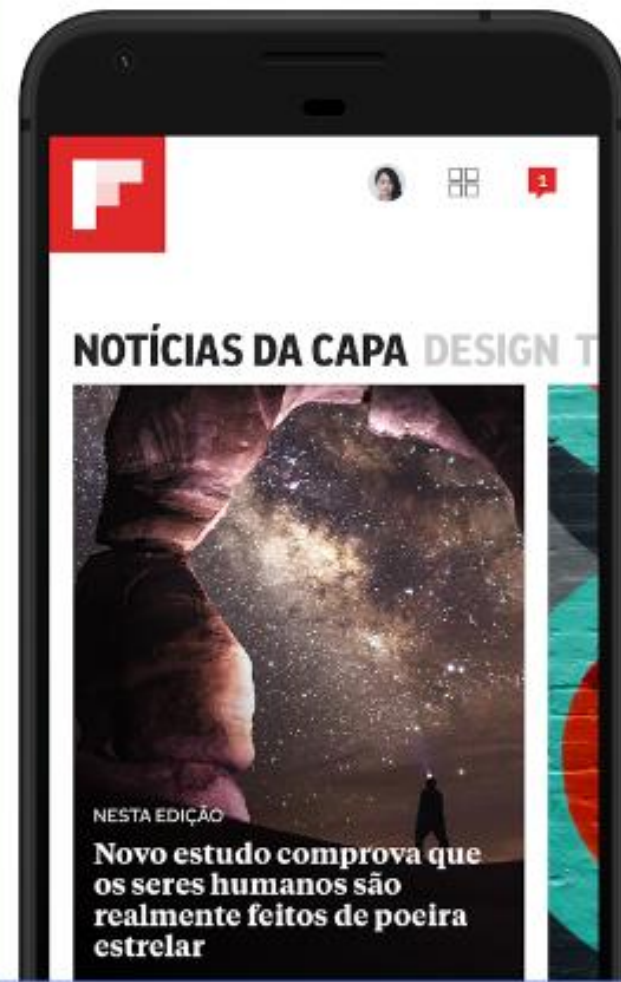 1
NOTÍCIAS DA CAPA DESIGN T
NESTA EDIÇÃO
Novo estudo comprova que
os seres humanos são
realmente feitos de poeira
estrelar